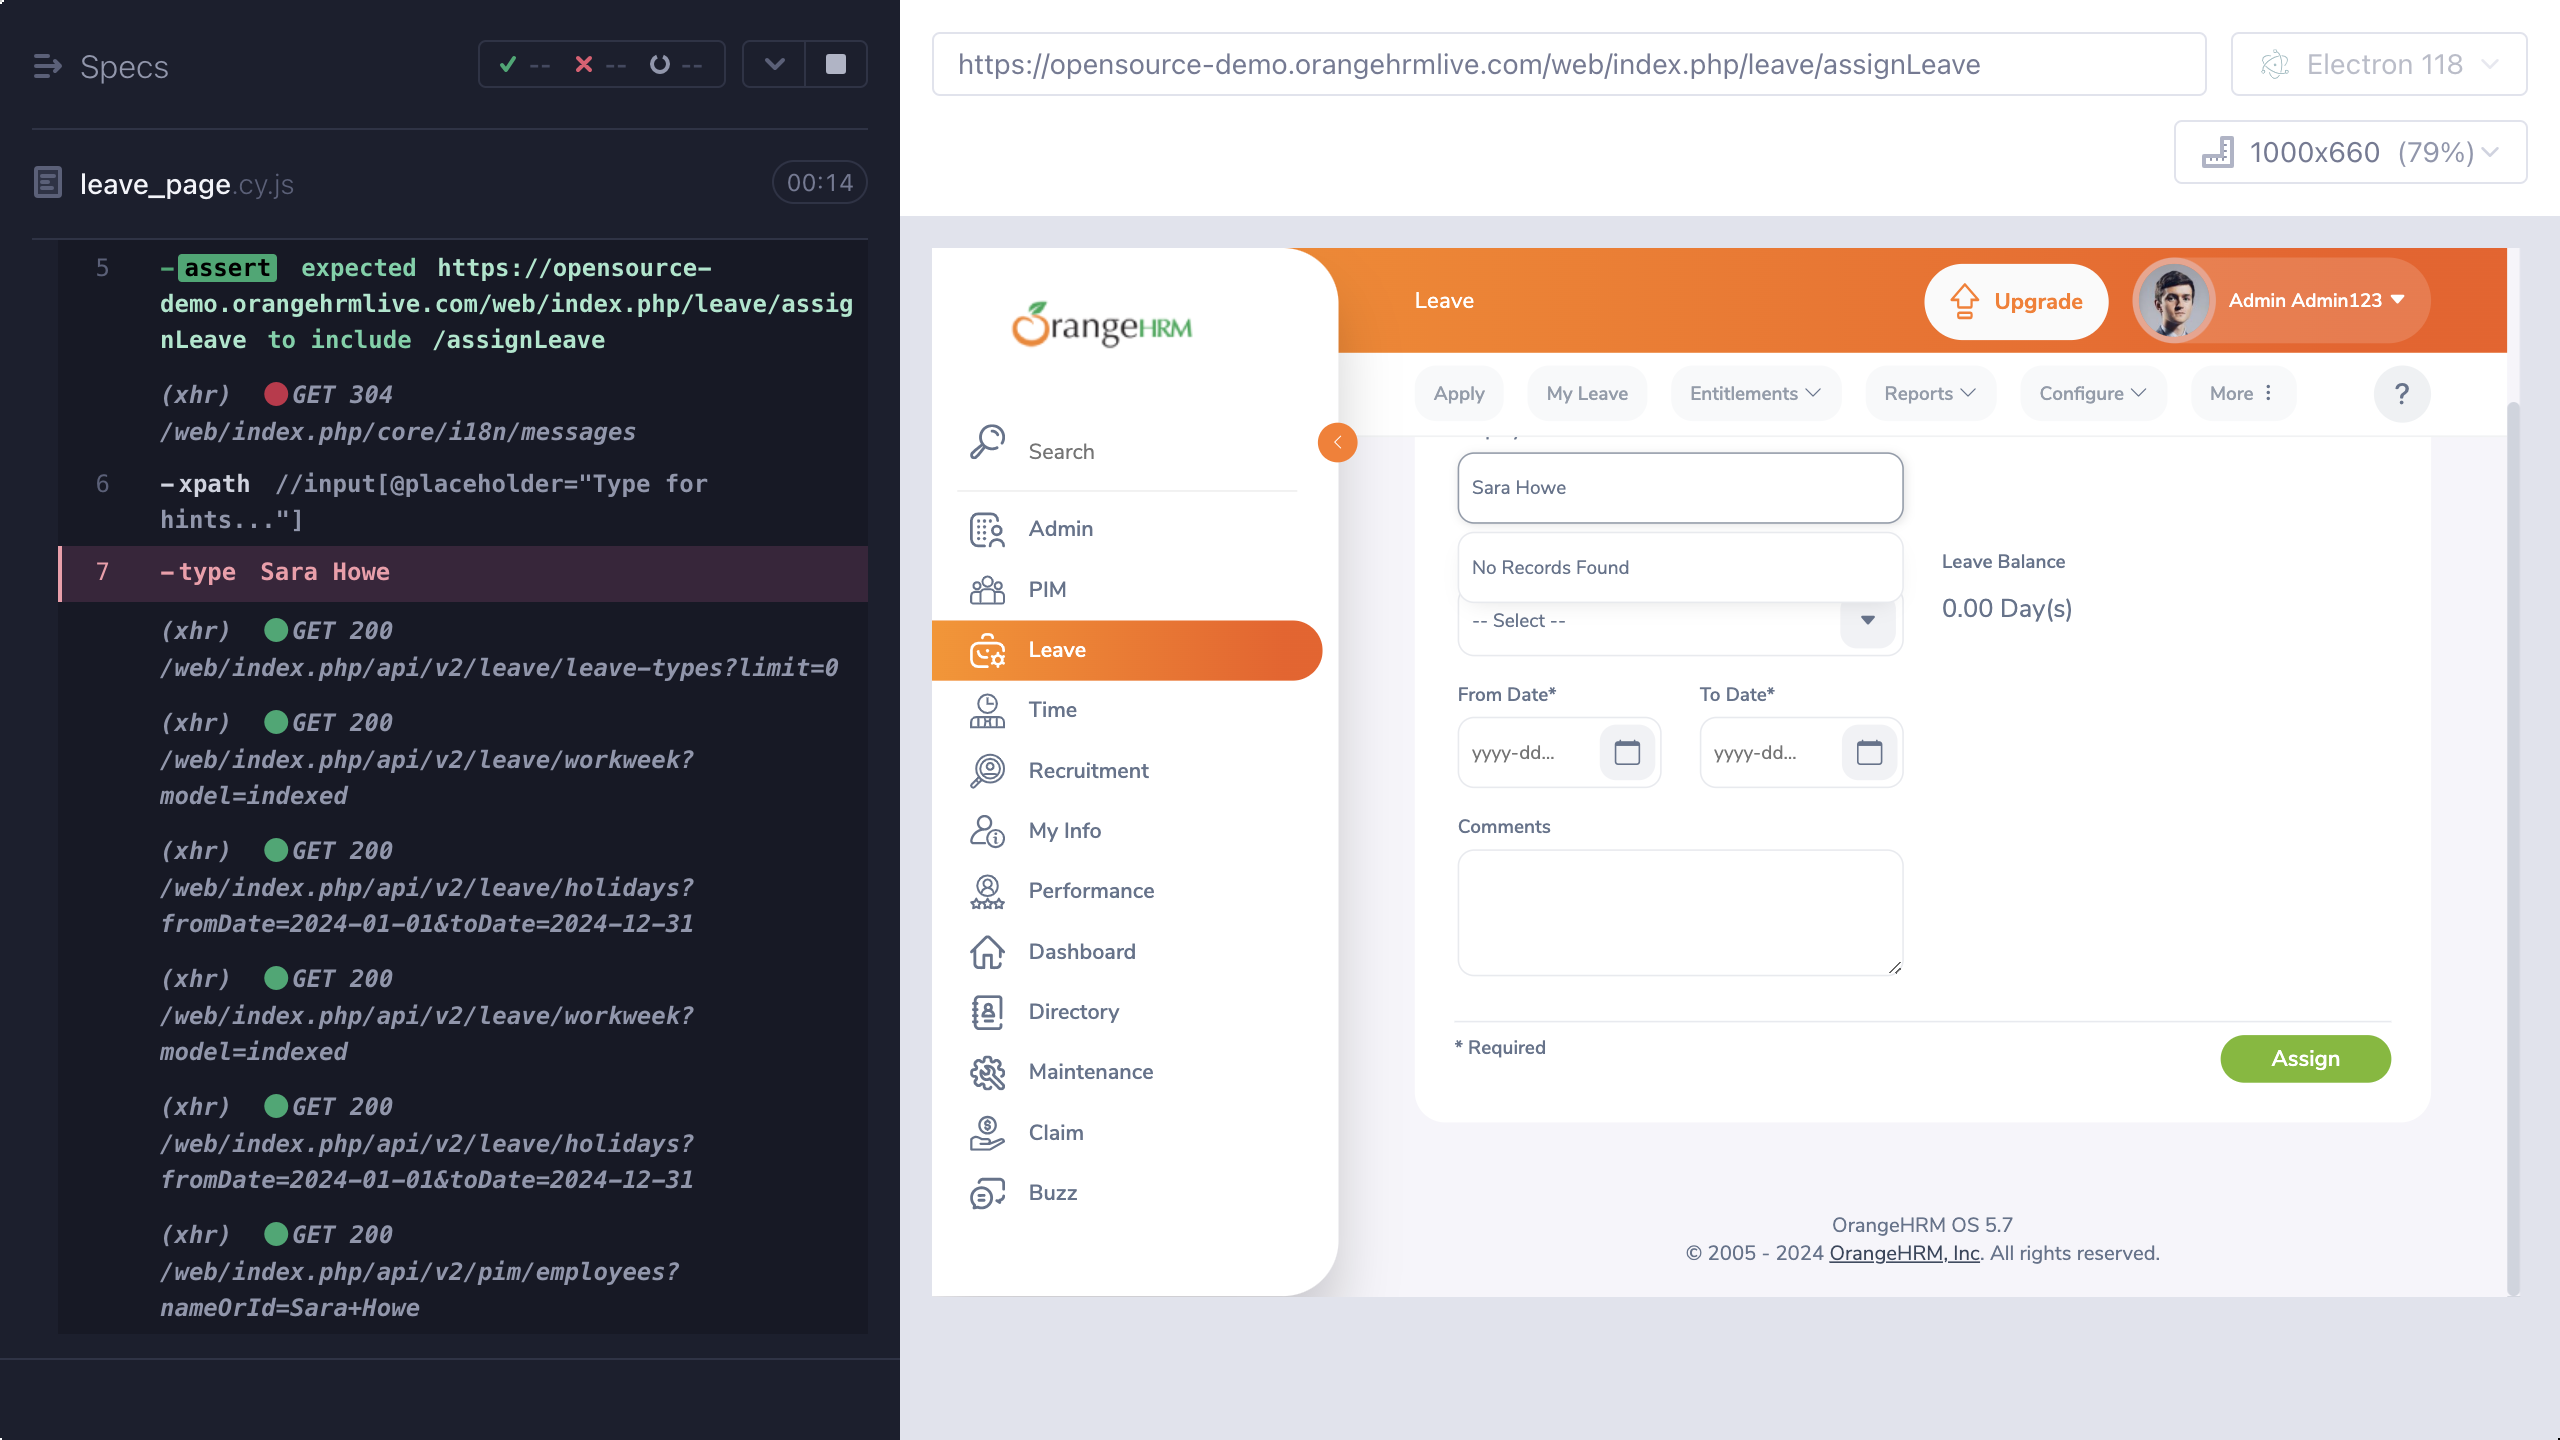 Specs
-- -- --
leave_page.cy.js
00:14
5 -assert expected https://opensource-
demo.orangehrmlive.com/web/index.php/leave/assig
nLeave to include /assignLeave
(xhr) GET 304
/web/index.php/core/i18n/messages
6 -xpath //input[@placeholder="Type for
hints..."]
7 -type Sara Howe
(xhr) GET 200
/web/index.php/api/v2/leave/leave-types?limit=0
(xhr) GET 200
/web/index.php/api/v2/leave/workweek?
model=indexed
(xhr) GET 200
/web/index.php/api/v2/leave/holidays?
fromDate=2024-01-01&toDate=2024-12-31
(xhr) GET 200
/web/index.php/api/v2/leave/workweek?
model=indexed
(xhr) GET 200
/web/index.php/api/v2/leave/holidays?
fromDate=2024-01-01&toDate=2024-12-31
(xhr) GET 200
/web/index.php/api/v2/pim/employees?
nameOrId=Sara+Howe
https://opensource-demo.orangehrmlive.com/web/index.php/leave/assignLeave
Electron 118
1000x660 (79%)
OrangeHRM
Search
Admin
PIM
Leave
Time
Recruitment
My Info
Performance
Dashboard
Directory
Maintenance
Claim
Buzz
Leave
Upgrade
Admin Admin123
Apply
My Leave
Entitlements
Reports
Configure
More
?
Sara Howe
No Records Found
-- Select --
Leave Balance
0.00 Day(s)
From Date*
To Date*
yyyy-dd...
yyyy-dd...
Comments
* Required
Assign
OrangeHRM OS 5.7
© 2005 - 2024 OrangeHRM, Inc. All rights reserved.